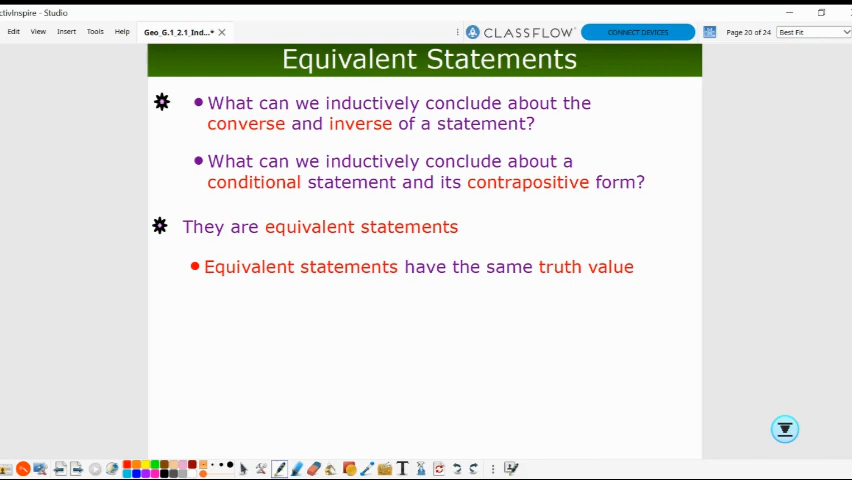 ctivInspire - Studio
Edit View Insert Tools Help Geo_G.1_2.1_Ind...* CLASSFLOW CONNECT DEVICES Page 20 of 24 Best Fit
Equivalent Statements
What can we inductively conclude about the
converse and inverse of a statement?
What can we inductively conclude about a
conditional statement and its contrapositive form?
They are equivalent statements
Equivalent statements have the same truth value